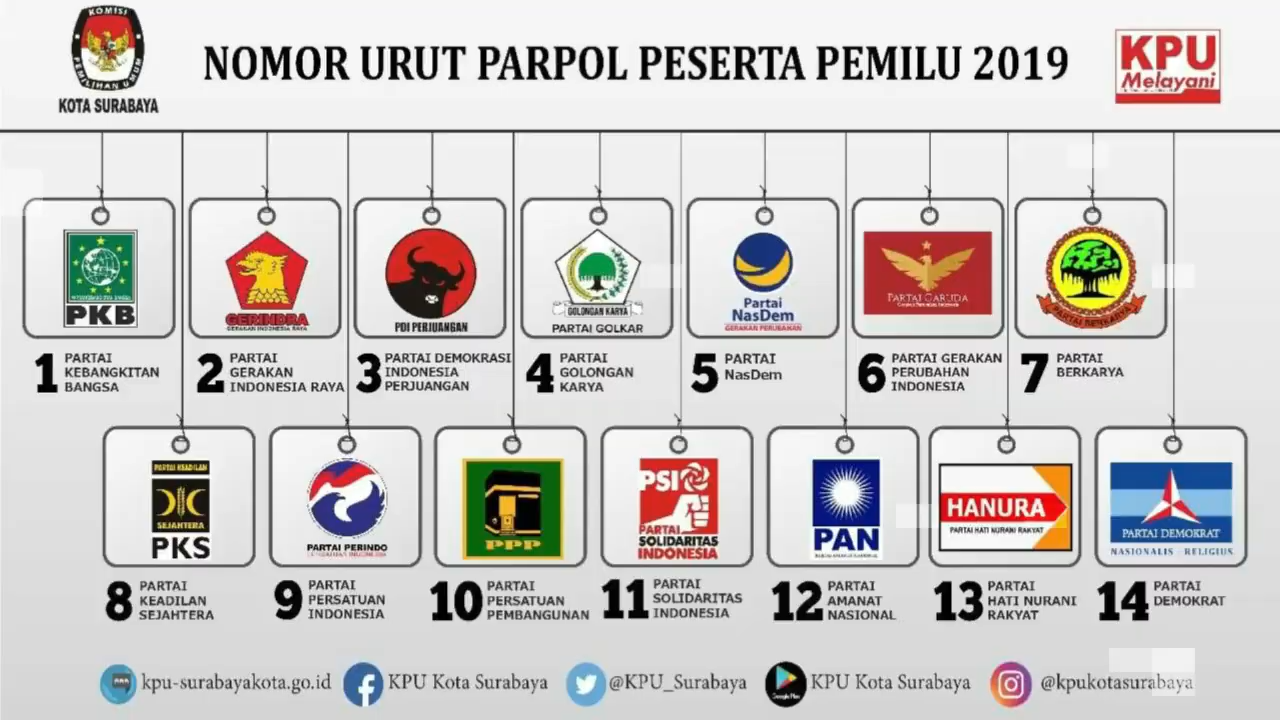 KOMISI
PEMILIHAN UMUM
KOTA SURABAYA
NOMOR URUT PARPOL PESERTA PEMILU 2019
KPU
Melayani
PKB
GERINDRA
GERAKAN INDONESIA RAYA
PDI PERJUANGAN
GOLONGAN KARYA
PARTAI GOLKAR
Partai
NasDem
GERAKAN PERUBAHAN
PARTAI GARUDA
PARTAI BERKARYA
1 PARTAI
KEBANGKITAN
BANGSA
2 PARTAI
GERAKAN
INDONESIA RAYA
3 PARTAI DEMOKRASI
INDONESIA
PERJUANGAN
4 PARTAI
GOLONGAN
KARYA
5 PARTAI
NasDem
6 PARTAI GERAKAN
PERUBAHAN
INDONESIA
7 PARTAI
BERKARYA
PARTAI KEADILAN
SEJAHTERA
PKS
PARTAI PERINDO
PPP
PSI
PARTAI
SOLIDARITAS
INDONESIA
PAN
HANURA
PARTAI HATI NURANI RAKYAT
PARTAI DEMOKRAT
NASIONALIS - RELIGIUS
8 PARTAI
KEADILAN
SEJAHTERA
9 PARTAI
PERSATUAN
INDONESIA
10 PARTAI
PERSATUAN
PEMBANGUNAN
11 PARTAI
SOLIDARITAS
INDONESIA
12 PARTAI
AMANAT
NASIONAL
13 PARTAI
HATI NURANI
RAKYAT
14 PARTAI
DEMOKRAT
kpu-surabayakota.go.id
KPU Kota Surabaya
@KPU_Surabaya
Google Play
KPU Kota Surabaya
@kpukotasurabaya